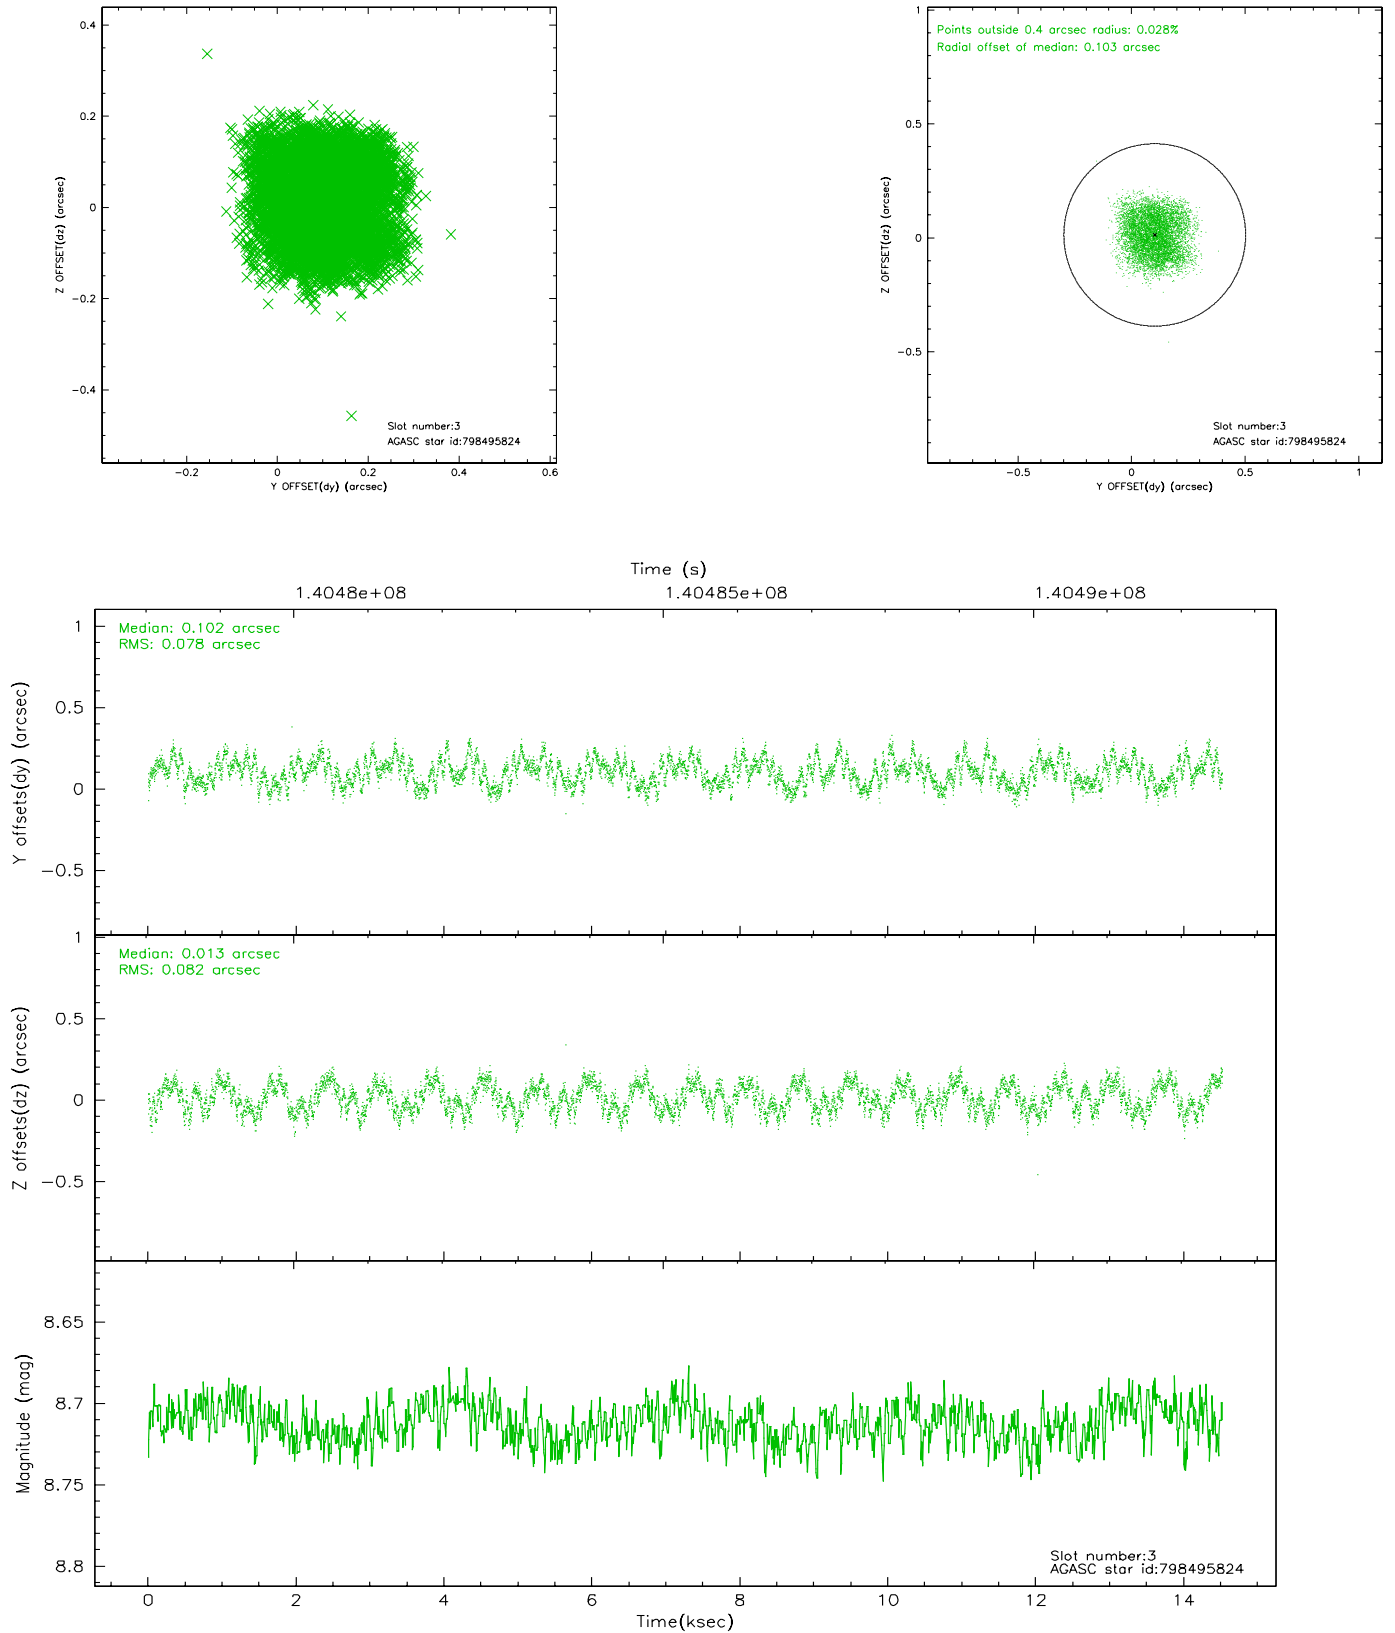 0.4
0.2
0
−0.2
−0.4
Z OFFSET(dz) (arcsec)
Slot number:3
AGASC star id:798495824
−0.2 0 0.2 0.4 0.6
Y OFFSET(dy) (arcsec)
1
0.5
0
−0.5
Z OFFSET(dz) (arcsec)
Points outside 0.4 arcsec radius: 0.028%
Radial offset of median: 0.103 arcsec
Slot number:3
AGASC star id:798495824
−0.5 0 0.5 1
Y OFFSET(dy) (arcsec)
Time (s)
1.4048e+08 1.40485e+08 1.4049e+08
Median: 0.102 arcsec
RMS: 0.078 arcsec
1
0.5
0
−0.5
Y offsets(dy) (arcsec)
Median: 0.013 arcsec
RMS: 0.082 arcsec
1
0.5
0
−0.5
Z offsets(dz) (arcsec)
8.65
8.7
8.75
8.8
Magnitude (mag)
Slot number:3
AGASC star id:798495824
0 2 4 6 8 10 12 14
Time(ksec)